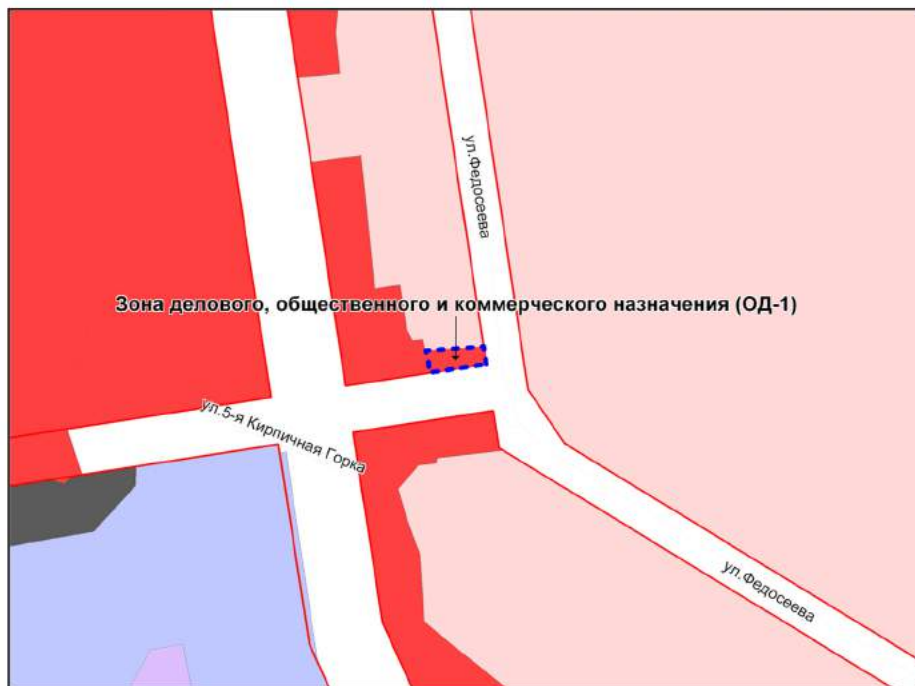 ул.Федосеева
Зона делового, общественного и коммерческого назначения (ОД-1)
ул.5-я Кирпичная Горка
ул.Федосеева